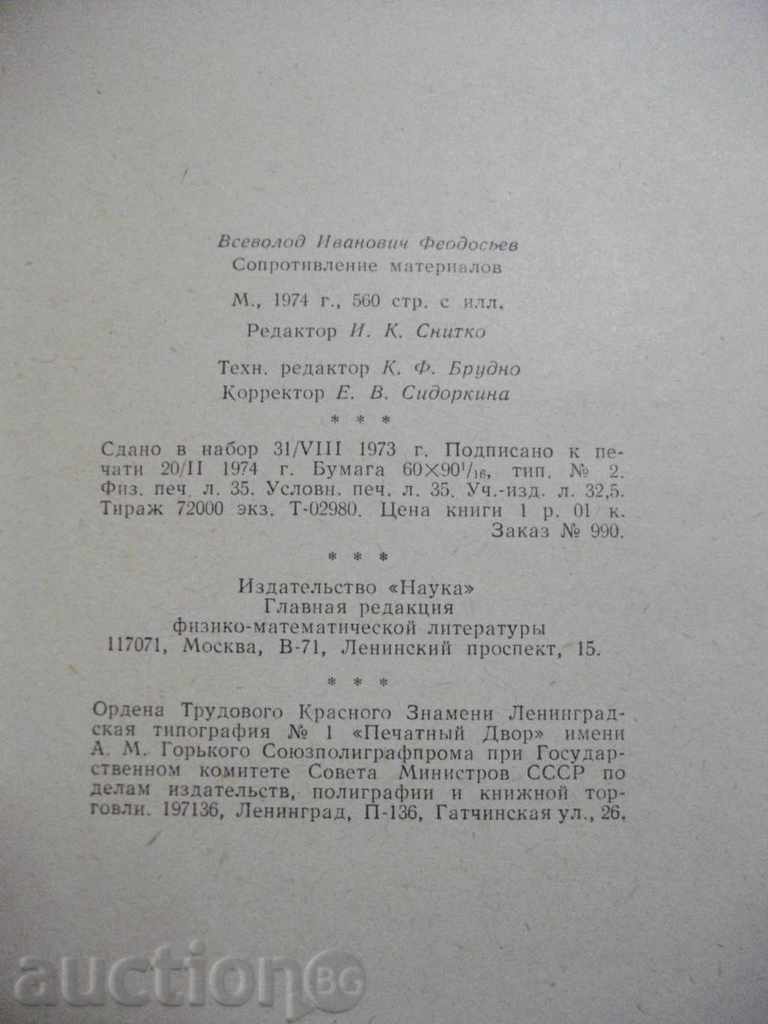 Всеволод Иванович Феодосьев
Сопротивление материалов
М., 1974 г., 560 стр. с илл.
Редактор И. К. Снитко
Техн. редактор К. Ф. Брудно
Корректор Е. В. Сидоркина
* * *
Сдано в набор 31/VIII 1973 г. Подписано к пе-
чати 20/II 1974 г. Бумага 60×90¹/₁₆, тип. № 2.
Физ. печ. л. 35. Условн. печ. л. 35. Уч.-изд. л. 32,5.
Тираж 72000 экз. Т-02980. Цена книги 1 р. 01 к.
Заказ № 990.
* * *
Издательство «Наука»
Главная редакция
физико-математической литературы
117071, Москва, В-71, Ленинский проспект, 15.
* * *
Ордена Трудового Красного Знамени Ленинград-
ская типография № 1 «Печатный Двор» имени
А. М. Горького Союзполиграфпрома при Государ-
ственном комитете Совета Министров СССР по
делам издательств, полиграфии и книжной тор-
говли. 197136, Ленинград, П-136, Гатчинская ул., 26.
auction BG